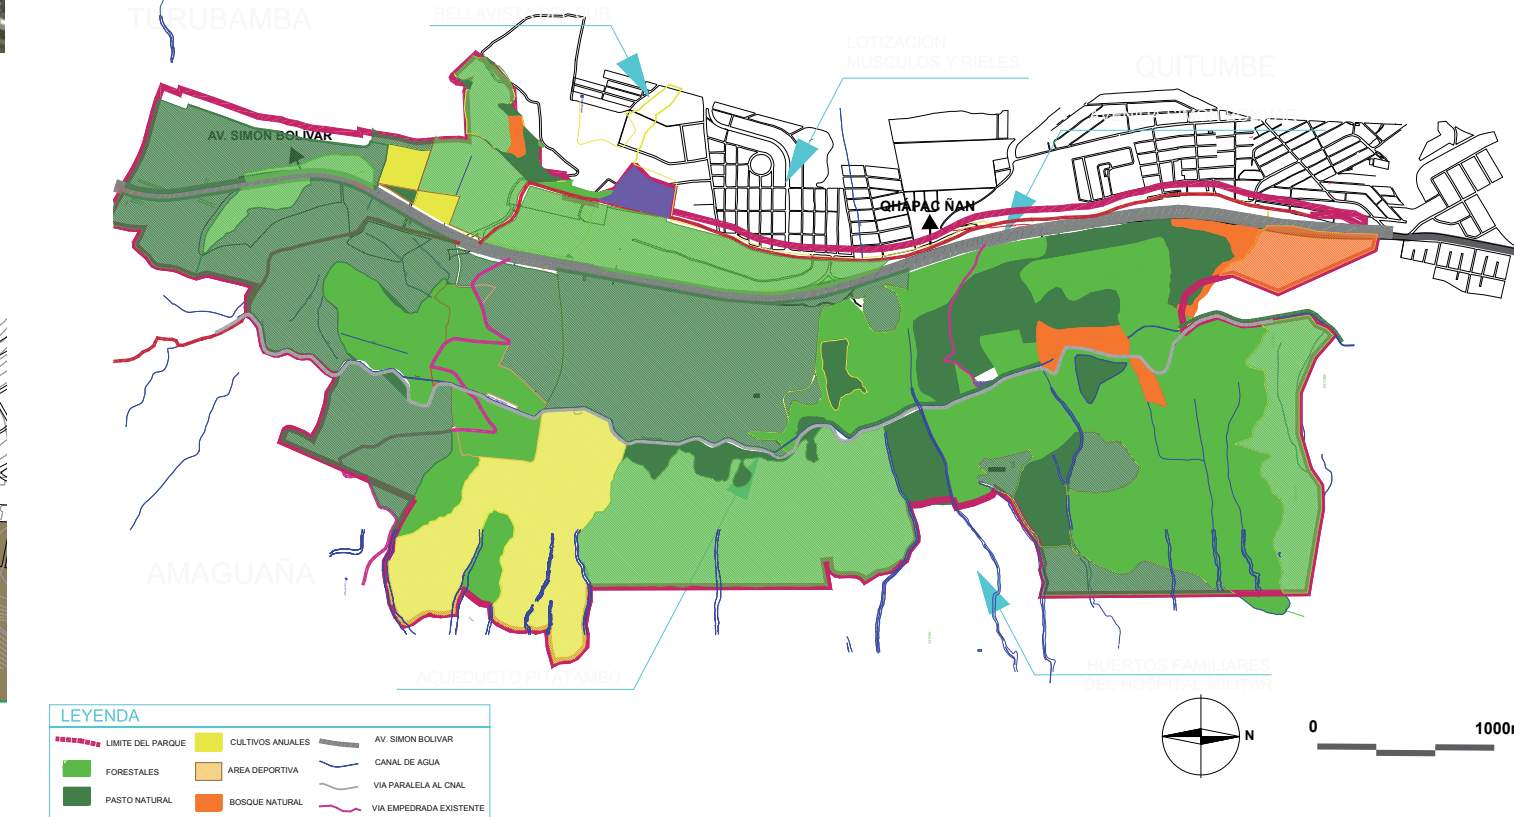 TURUBAMBA
BELLAVISTA DEL SUR
LOTIZACION
MUSCULOS Y RIELES
QUITUMBE
AV. SIMON BOLIVAR
QHAPAC ÑAN
AMAGUAÑA
ACUEDUCTO PITATAMBO
HUERTOS FAMILIARES
DEL HOSPITAL MILITAR
N
0
1000m
LEYENDA
LIMITE DEL PARQUE
CULTIVOS ANUALES
AV. SIMON BOLIVAR
FORESTALES
AREA DEPORTIVA
CANAL DE AGUA
PASTO NATURAL
BOSQUE NATURAL
VIA PARALELA AL CNAL
VIA EMPEDRADA EXISTENTE